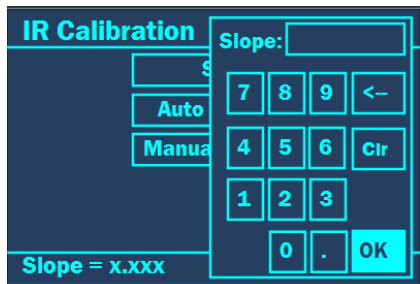 IR Calibration
Slope:
S
7 8 9 <--
Auto
4 5 6 Clr
Manua
1 2 3
0 . OK
Slope = x.xxx